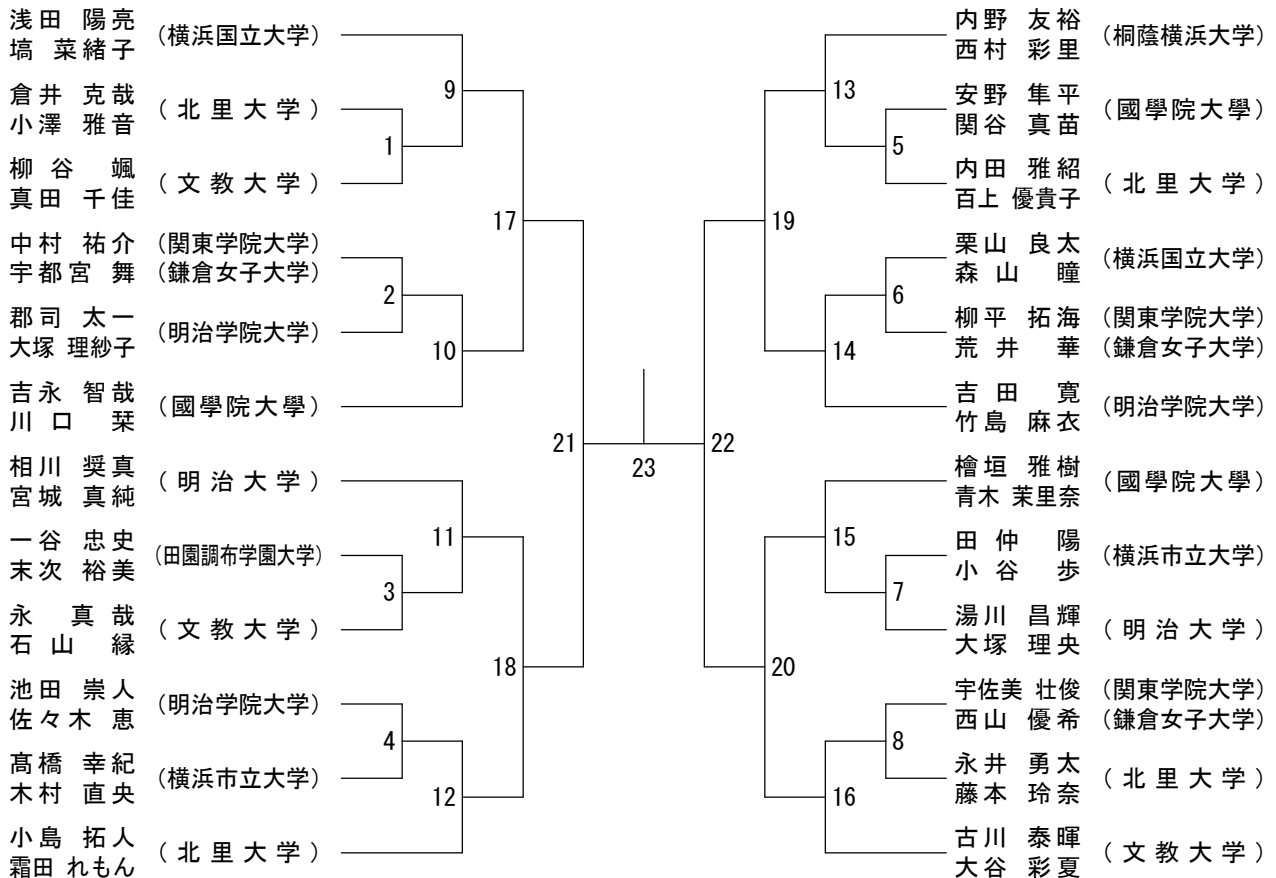 浅田 陽亮
塙 菜緒子
(横浜国立大学)
倉井 克哉
小澤 雅音
(北里大学)
柳谷 颯
真田 千佳
(文教大学)
中村 祐介 (関東学院大学)
宇都宮 舞 (鎌倉女子大学)
郡司 太一
大塚 理紗子
(明治学院大学)
吉永 智哉
川口 栞
(國學院大學)
相川 奨真
宮城 真純
(明治大学)
一谷 忠史
末次 裕美
(田園調布学園大学)
永 真哉
石山 縁
(文教大学)
池田 崇人
佐々木 恵
(明治学院大学)
髙橋 幸紀
木村 直央
(横浜市立大学)
小島 拓人
霜田 れもん
(北里大学)
9
1
17
2
10
21
11
3
18
4
12
23
13
5
19
6
14
22
15
7
20
8
16
内野 友裕
西村 彩里
(桐蔭横浜大学)
安野 隼平
関谷 真苗
(國學院大學)
内田 雅紹
百上 優貴子
(北里大学)
栗山 良太
森山 瞳
(横浜国立大学)
柳平 拓海 (関東学院大学)
荒井 華 (鎌倉女子大学)
吉田 寛
竹島 麻衣
(明治学院大学)
檜垣 雅樹
青木 茉里奈
(國學院大學)
田仲 陽
小谷 歩
(横浜市立大学)
湯川 昌輝
大塚 理央
(明治大学)
宇佐美 壮俊 (関東学院大学)
西山 優希 (鎌倉女子大学)
永井 勇太
藤本 玲奈
(北里大学)
古川 泰暉
大谷 彩夏
(文教大学)